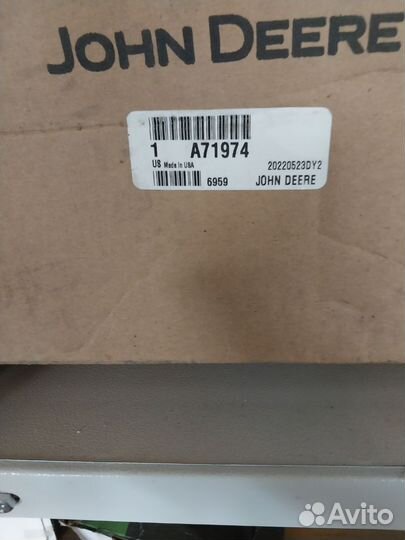 JOHN DEERE
1 A71974
US Made in USA 20220523DY2
6959 JOHN DEERE
Avito